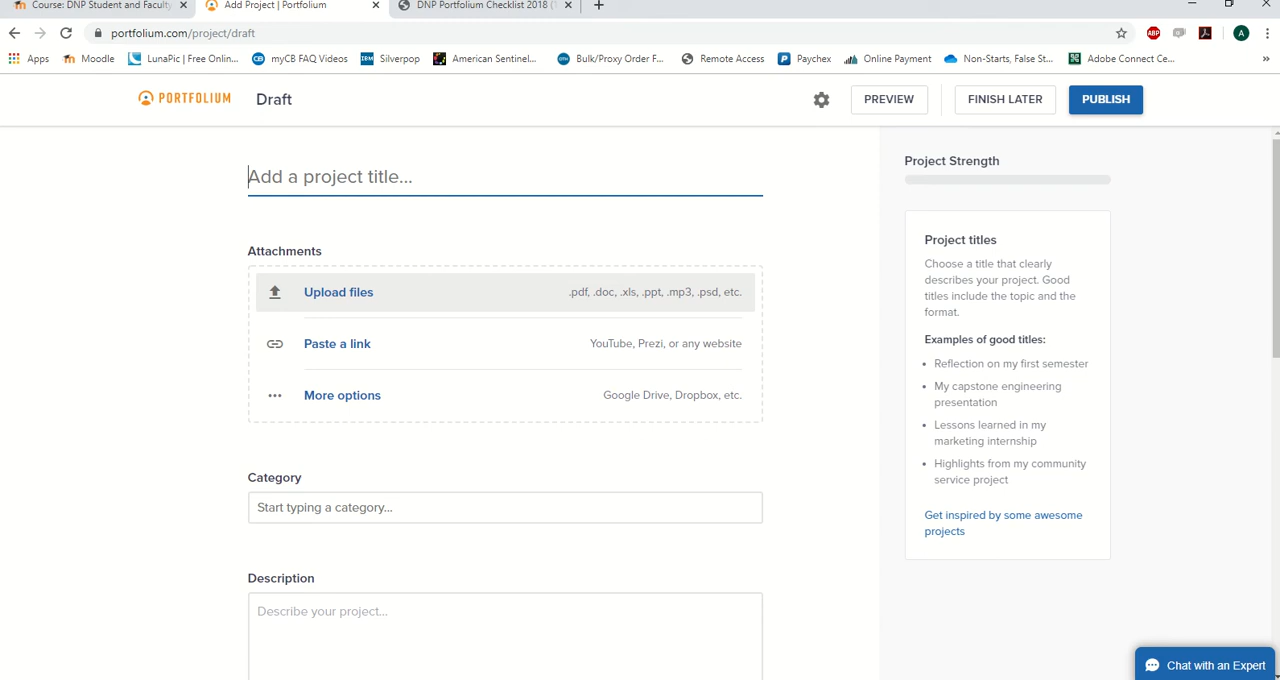 Course: DNP Student and Faculty
Add Project | Portfolium
DNP Portfolium Checklist 2018 (1
portfolium.com/project/draft
ABP
A
Apps
Moodle
LunaPic | Free Onlin...
CB
myCB FAQ Videos
IBM
Silverpop
American Sentinel...
Bulk/Proxy Order F...
Remote Access
Paychex
Online Payment
Non-Starts, False St...
Adobe Connect Ce...
»
PORTFOLIUM
Draft
PREVIEW
FINISH LATER
PUBLISH
Add a project title...
Project Strength
Attachments
Upload files
.pdf, .doc, .xls, .ppt, .mp3, .psd, etc.
Paste a link
YouTube, Prezi, or any website
More options
Google Drive, Dropbox, etc.
Category
Start typing a category...
Description
Describe your project...
Project titles
Choose a title that clearly
describes your project. Good
titles include the topic and the
format.
Examples of good titles:
• Reflection on my first semester
• My capstone engineering
presentation
• Lessons learned in my
marketing internship
• Highlights from my community
service project
Get inspired by some awesome
projects
Chat with an Expert